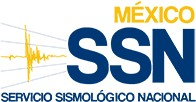 MÉXICO
SSN
SERVICIO SISMOLÓGICO NACIONAL